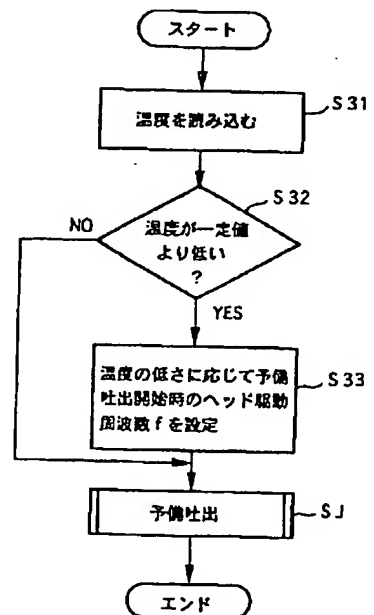 スタート
温度を読み込む
S31
S32
温度が一定値
より低い
?
NO
YES
温度の低さに応じて予備
吐出開始時のヘッド駆動
周波数fを設定
S33
予備吐出
SJ
エンド